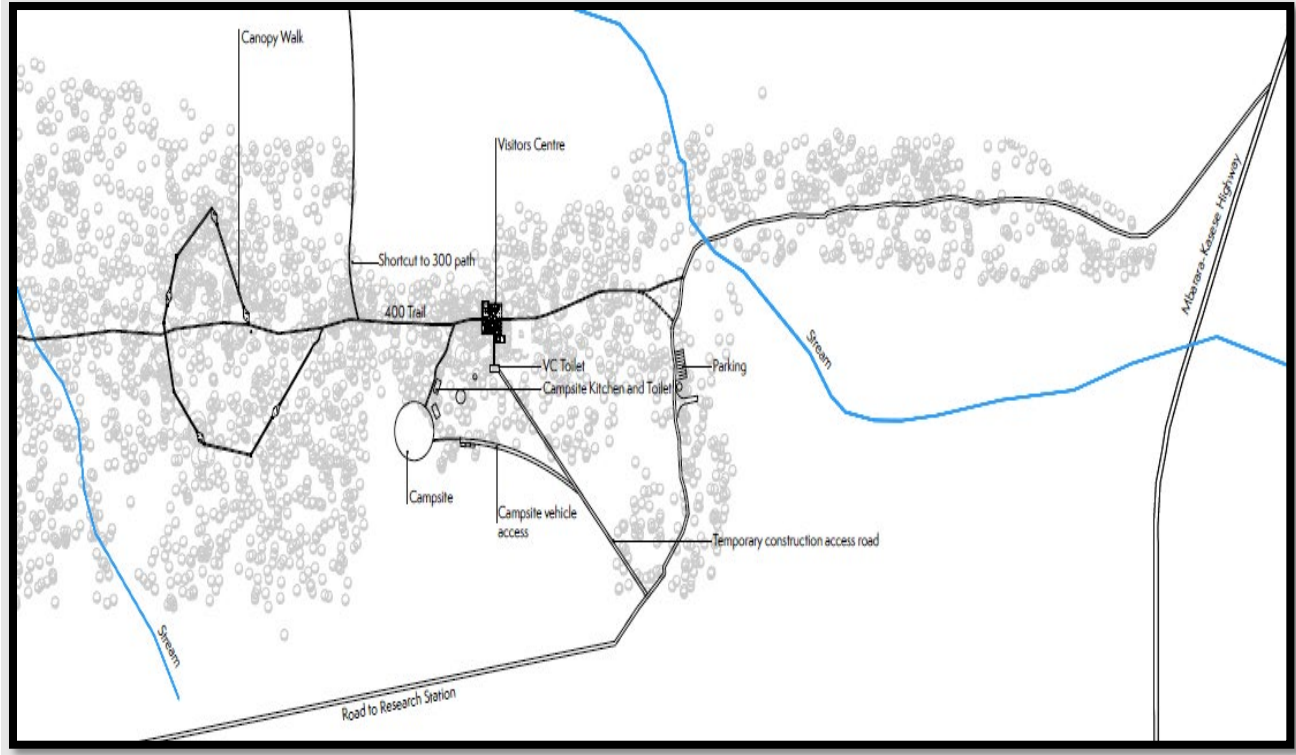 Canopy Walk
Visitors Centre
Mbarara- Kasese Highway
Shortcut to 300 path
400 Trail
Stream
VC Toilet
Parking
Campsite Kitchen and Toilet
Campsite
Campsite vehicle
access
Temporary construction access road
Stream
Road to Research Station